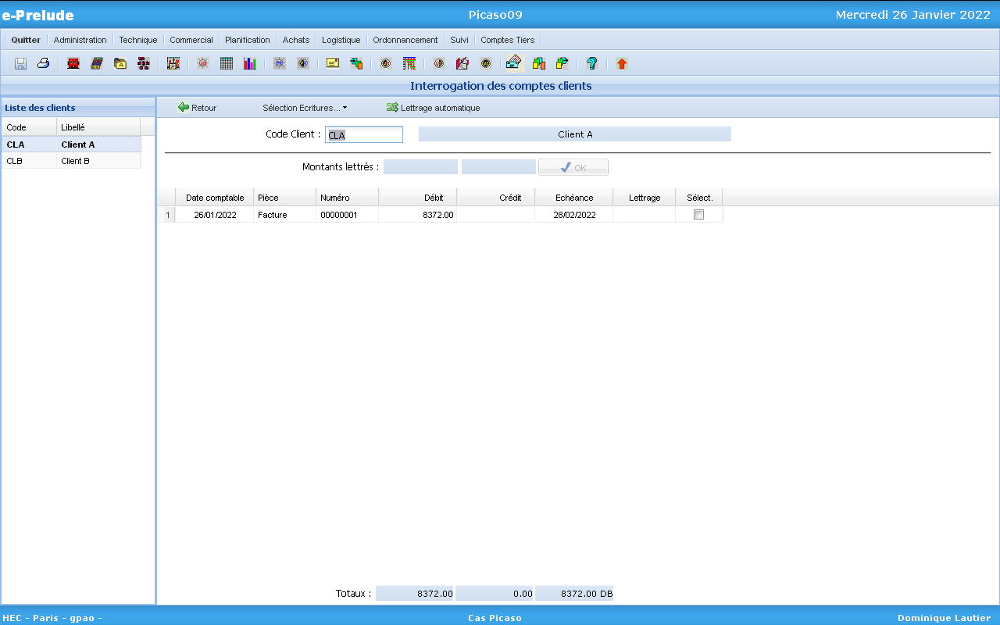 e-Prelude Picaso09 Mercredi 26 Janvier 2022
Quitter Administration Technique Commercial Planification Achats Logistique Ordonnancement Suivi Comptes Tiers
Interrogation des comptes clients
Liste des clients
Code Libellé
CLA Client A
CLB Client B
Retour Sélection Ecritures... Lettrage automatique
Code Client : CLA Client A
Montants lettrés : OK
Date comptable Pièce Numéro Débit Crédit Echéance Lettrage Sélect.
1 26/01/2022 Facture 00000001 8372.00 28/02/2022
Totaux : 8372.00 0.00 8372.00 DB
HEC - Paris - gpao - Cas Picaso Dominique Lautier